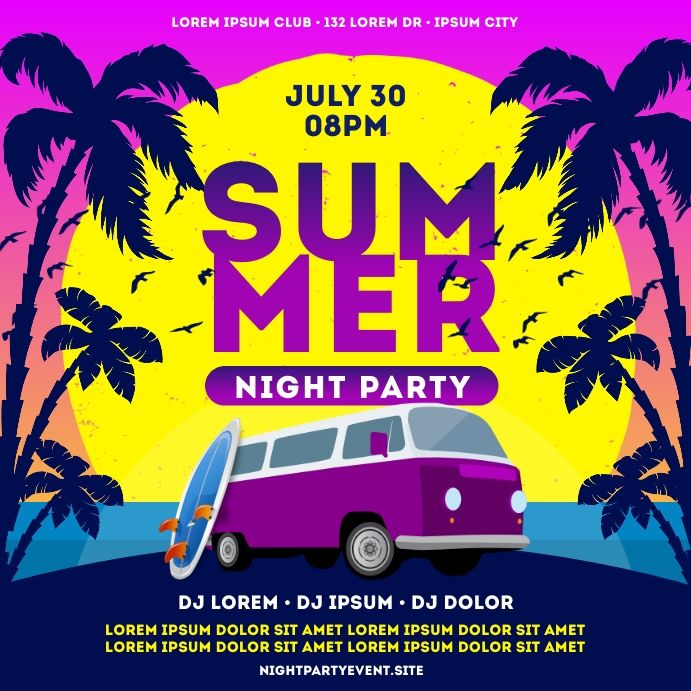 LOREM IPSUM CLUB • 132 LOREM DR • IPSUM CITY
JULY 30
08PM
SUM
MER
NIGHT PARTY
DJ LOREM • DJ IPSUM • DJ DOLOR
LOREM IPSUM DOLOR SIT AMET LOREM IPSUM DOLOR SIT AMET
LOREM IPSUM DOLOR SIT AMET LOREM IPSUM DOLOR SIT AMET
NIGHTPARTYEVENT.SITE